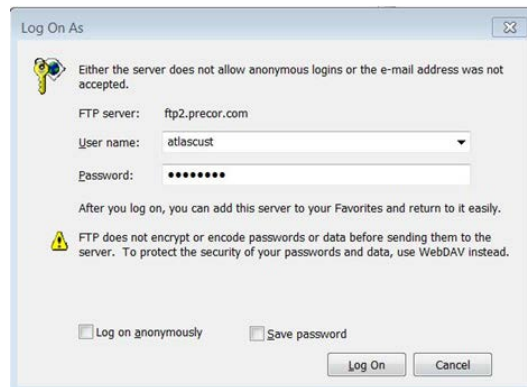 Log On As
Either the server does not allow anonymous logins or the e-mail address was not
accepted.
FTP server: ftp2.precor.com
User name: atlascust
Password: ••••••••
After you log on, you can add this server to your Favorites and return to it easily.
FTP does not encrypt or encode passwords or data before sending them to the
server. To protect the security of your passwords and data, use WebDAV instead.
Log on anonymously Save password
Log On Cancel